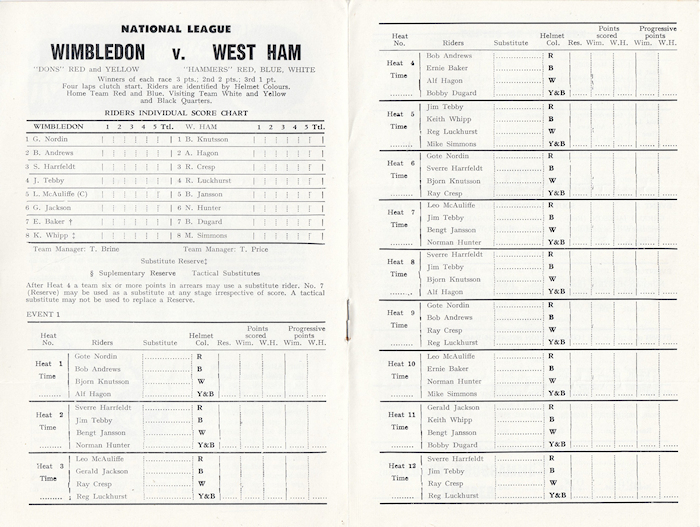 NATIONAL LEAGUE
WIMBLEDON v. WEST HAM
"DONS" RED and YELLOW "HAMMERS" RED, BLUE, WHITE
Winners of each race 3 pts.; 2nd 2 pts.; 3rd 1 pt.
Four laps clutch start. Riders are identified by Helmet Colours.
Home Team Red and Blue. Visiting Team White and Yellow
and Black Quarters.
RIDERS INDIVIDUAL SCORE CHART
WIMBLEDON 1 2 3 4 5 Ttl. W. HAM 1 2 3 4 5 Ttl.
1 G. Nordin 1 B. Knutsson
2 B. Andrews 2 A. Hagon
3 S. Harrfeldt 3 R. Cresp
4 J. Tebby 4 R. Luckhurst
5 L. McAuliffe (C) 5 B. Jansson
6 G. Jackson 6 N. Hunter
7 E. Baker † 7 B. Dugard
8 K. Whipp ‡ 8 M. Simmons
Team Manager: T. Brine Team Manager: T. Price
Substitute Reserve‡
§ Suplementary Reserve Tactical Substitutes
After Heat 4 a team six or more points in arrears may use a substitute rider. No. 7
(Reserve) may be used as a substitute at any stage irrespective of score. A tactical
substitute may not be used to replace a Reserve.
EVENT 1
Heat No. Riders Substitute Helmet Col. Res. Points scored Wim. W.H. Progressive points Wim. W.H.
Heat 1 Gote Nordin R
Time Bob Andrews B
Bjorn Knutsson W
Alf Hagon Y&B
Heat 2 Sverre Harrfeldt R
Time Jim Tebby B
Bengt Jansson W
Norman Hunter Y&B
Heat 3 Leo McAuliffe R
Time Gerald Jackson B
Ray Cresp W
Reg Luckhurst Y&B
Heat No. Riders Substitute Helmet Col. Res. Points scored Wim. W.H. Progressive points Wim. W.H.
Heat 4 Bob Andrews R
Time Ernie Baker B
Alf Hagon W
Bobby Dugard Y&B
Heat 5 Jim Tebby R
Time Keith Whipp B
Reg Luckhurst W
Mike Simmons Y&B
Heat 6 Gote Nordin R
Time Sverre Harrfeldt B
Bjorn Knutsson W
Ray Cresp Y&B
Heat 7 Leo McAuliffe R
Time Jim Tebby B
Bengt Jansson W
Norman Hunter Y&B
Heat 8 Sverre Harrfeldt R
Time Jim Tebby B
Bjorn Knutsson W
Alf Hagon Y&B
Heat 9 Gote Nordin R
Time Bob Andrews B
Ray Cresp W
Reg Luckhurst Y&B
Heat 10 Leo McAuliffe R
Time Ernie Baker B
Norman Hunter W
Mike Simmons Y&B
Heat 11 Gerald Jackson R
Time Keith Whipp B
Bengt Jansson W
Bobby Dugard Y&B
Heat 12 Sverre Harrfeldt R
Time Jim Tebby B
Ray Cresp W
Reg Luckhurst Y&B